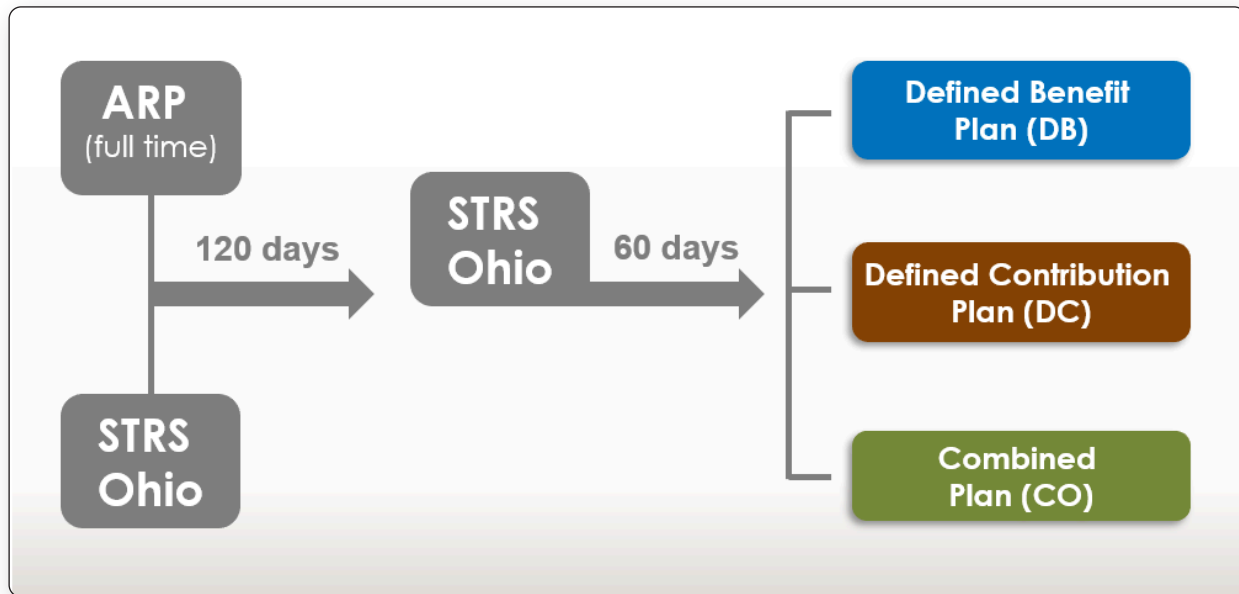 ARP
(full time)
120 days
STRS
Ohio
STRS
Ohio
60 days
Defined Benefit
Plan (DB)
Defined Contribution
Plan (DC)
Combined
Plan (CO)